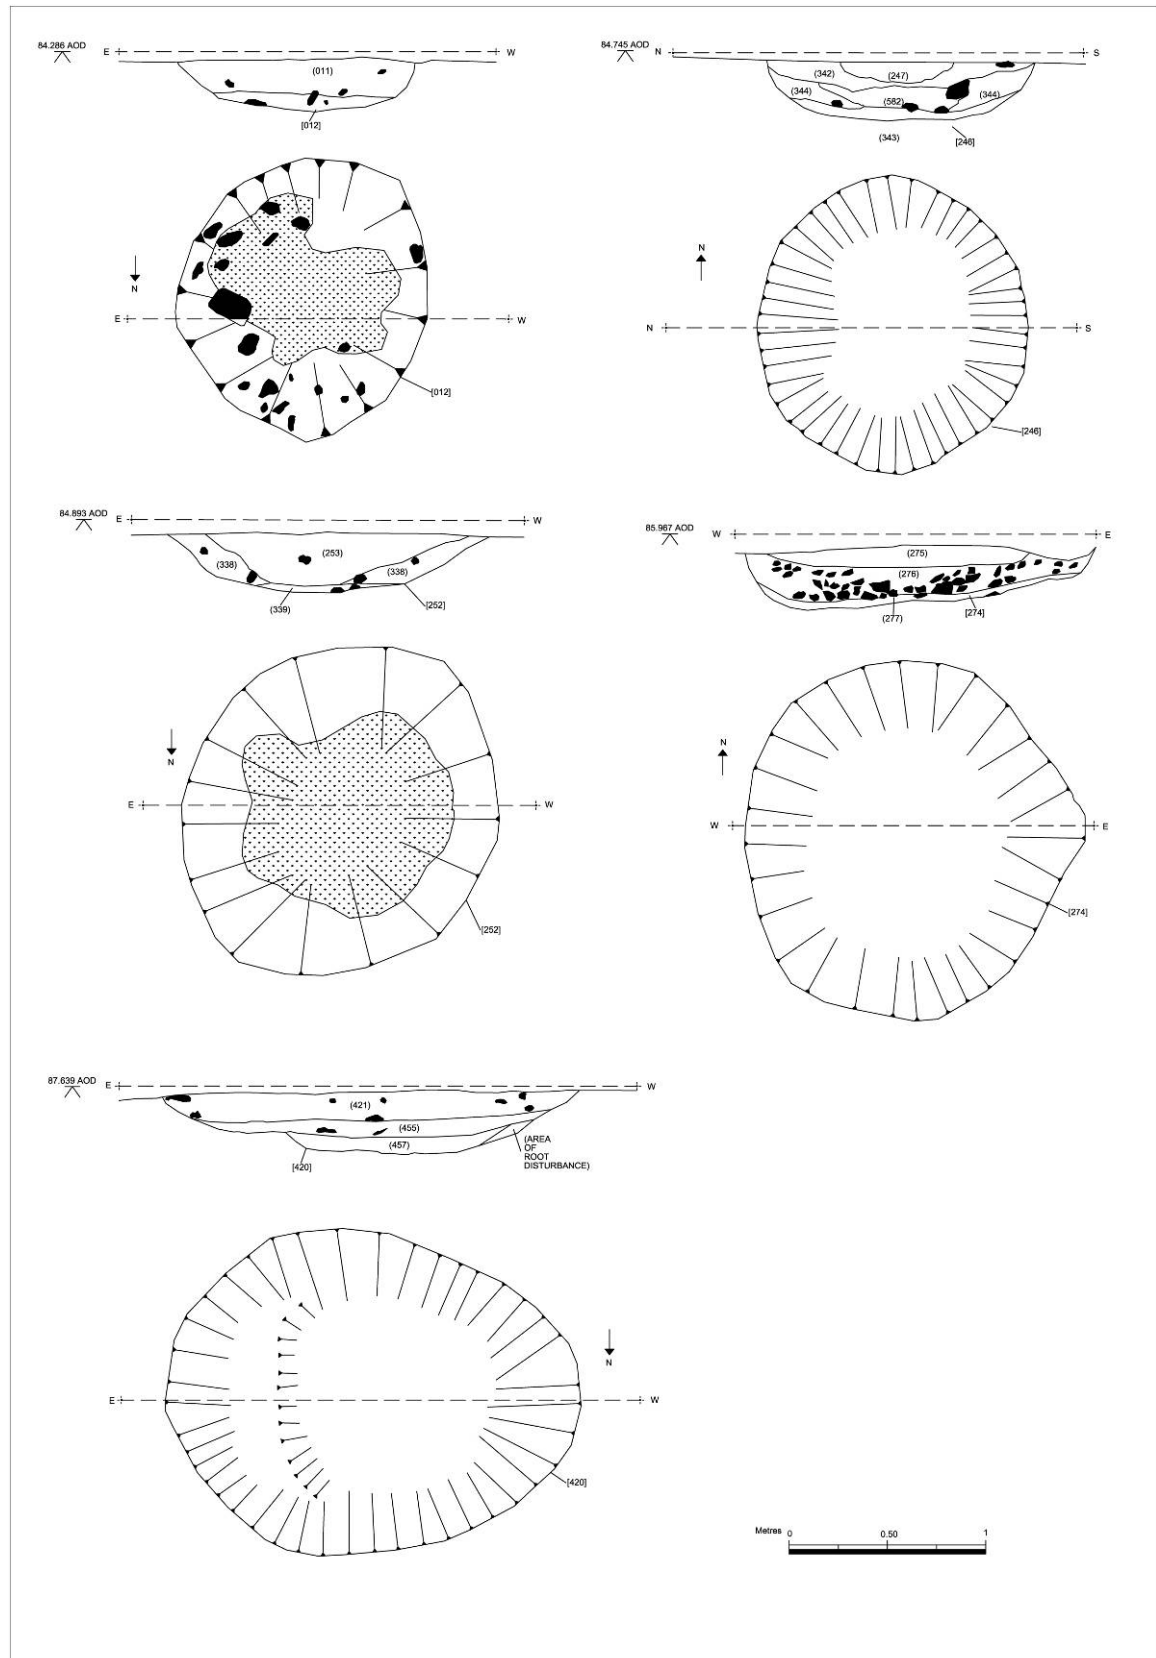 84.286 AOD
E
W
(011)
[012]
N
E
W
[012]
84.745 AOD
N
S
(342)
(247)
(344)
(582)
(344)
(343)
[246]
N
N
S
[246]
84.893 AOD
E
W
(253)
(338)
(338)
(339)
[252]
N
E
W
[252]
85.967 AOD
W
E
(275)
(276)
(277)
[274]
N
W
E
[274]
87.639 AOD
E
W
(421)
(455)
(457)
[420]
(AREA
OF
ROOT
DISTURBANCE)
N
E
W
[420]
Metres 0 0.50 1